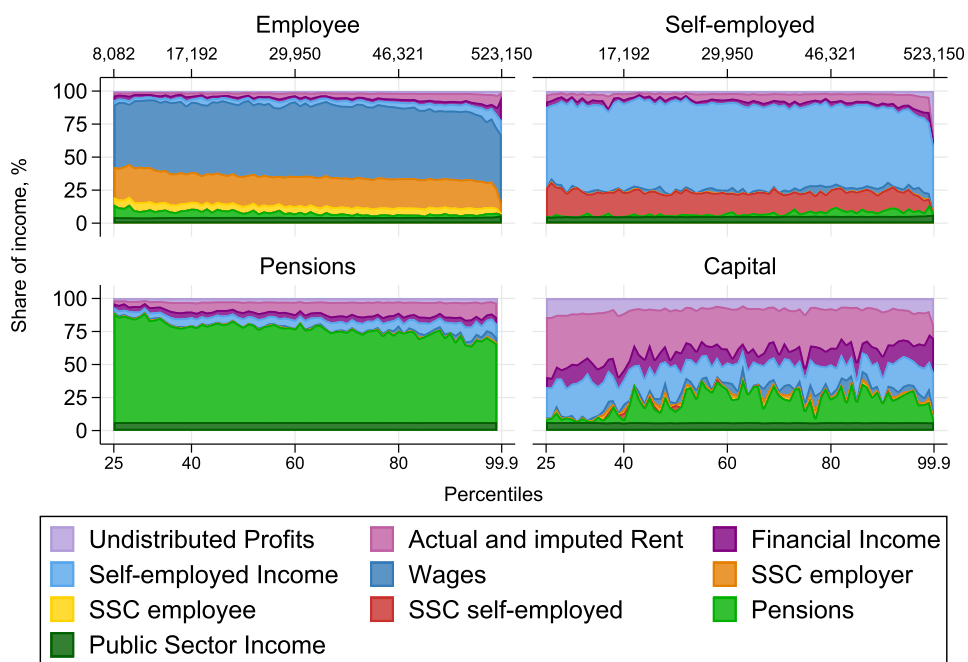 Employee
Self-employed
8,082 17,192 29,950 46,321 523,150
17,192 29,950 46,321 523,150
100
75
50
25
0
Share of income, %
Pensions
Capital
100
75
50
25
0
25 40 60 80 99.9
25 40 60 80 99.9
Percentiles
Undistributed Profits
Actual and imputed Rent
Financial Income
Self-employed Income
Wages
SSC employer
SSC employee
SSC self-employed
Pensions
Public Sector Income